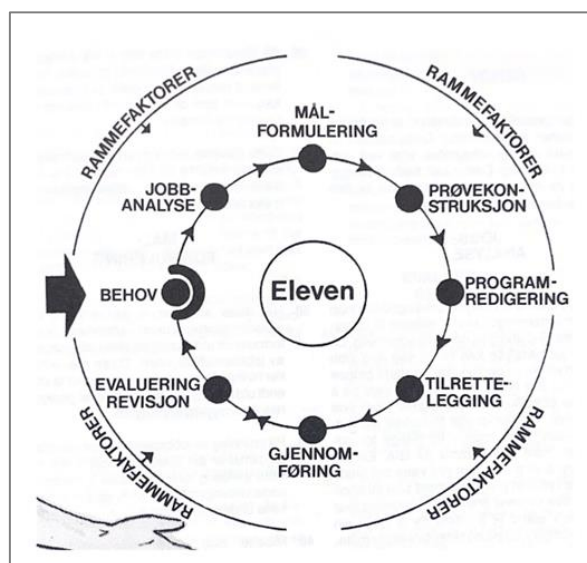 RAMMEFAKTORER
RAMMEFAKTORER
MÅL-
FORMULERING
JOBB-
ANALYSE
PRØVEKON-
STRUKSJON
BEHOV
Eleven
PROGRAM-
REDIGERING
EVALUERING
REVISJON
TILRETTE-
LEGGING
GJENNOM-
FØRING
RAMMEFAKTORER
RAMMEFAKTORER